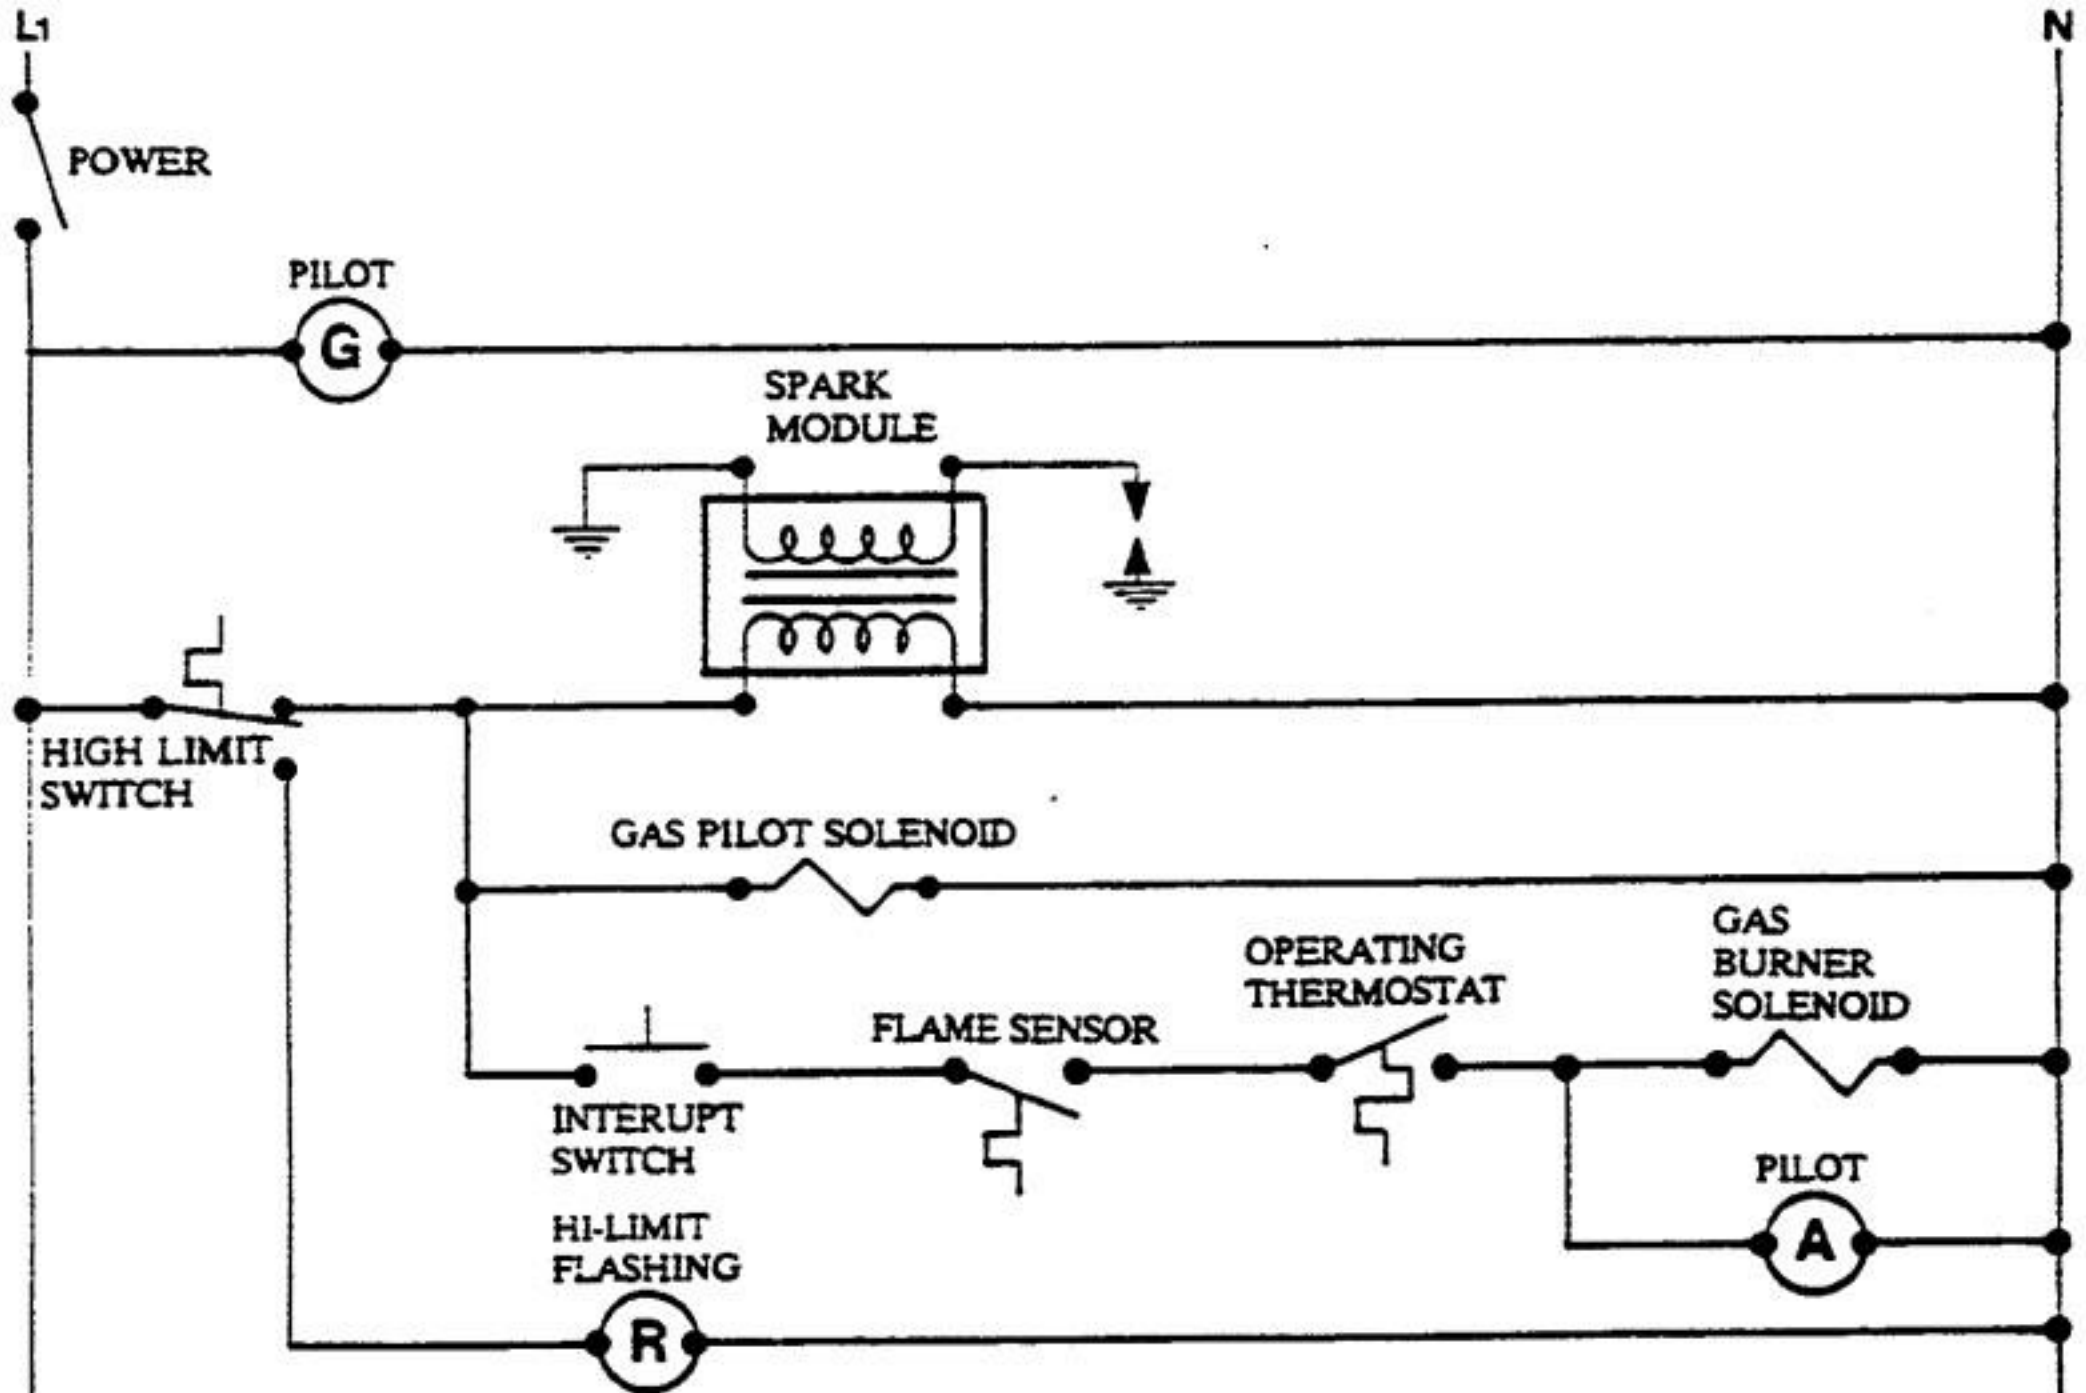 L1
N
POWER
PILOT
G
SPARK
MODULE
HIGH LIMIT
SWITCH
GAS PILOT SOLENOID
GAS
BURNER
SOLENOID
OPERATING
THERMOSTAT
FLAME SENSOR
INTERUPT
SWITCH
PILOT
A
HI-LIMIT
FLASHING
R